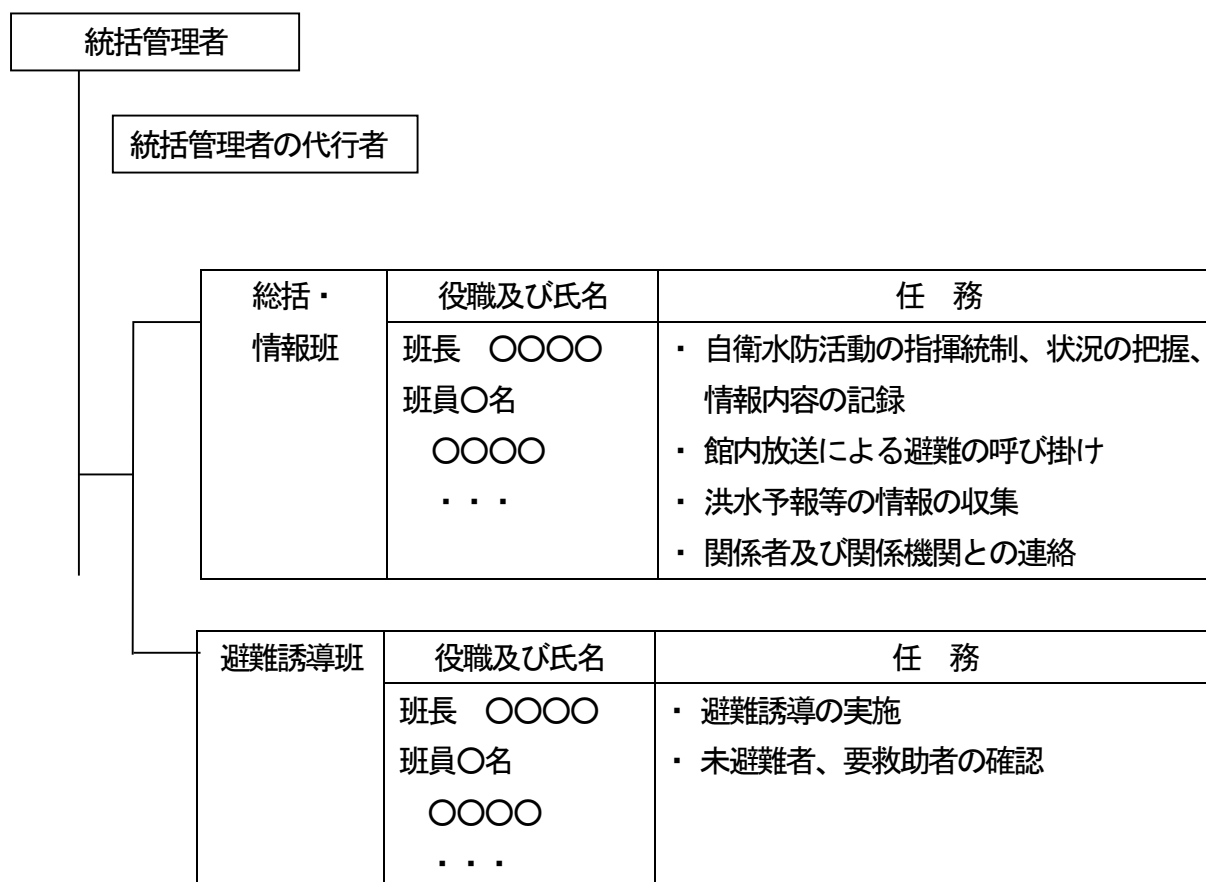 統括管理者
統括管理者の代行者
総括・
情報班
役職及び氏名
任　務
班長　〇〇〇〇
班員〇名
〇〇〇〇
・・・
・ 自衛水防活動の指揮統制、状況の把握、
情報内容の記録
・ 館内放送による避難の呼び掛け
・ 洪水予報等の情報の収集
・ 関係者及び関係機関との連絡
避難誘導班
役職及び氏名
任　務
班長　〇〇〇〇
班員〇名
〇〇〇〇
・・・
・ 避難誘導の実施
・ 未避難者、要救助者の確認